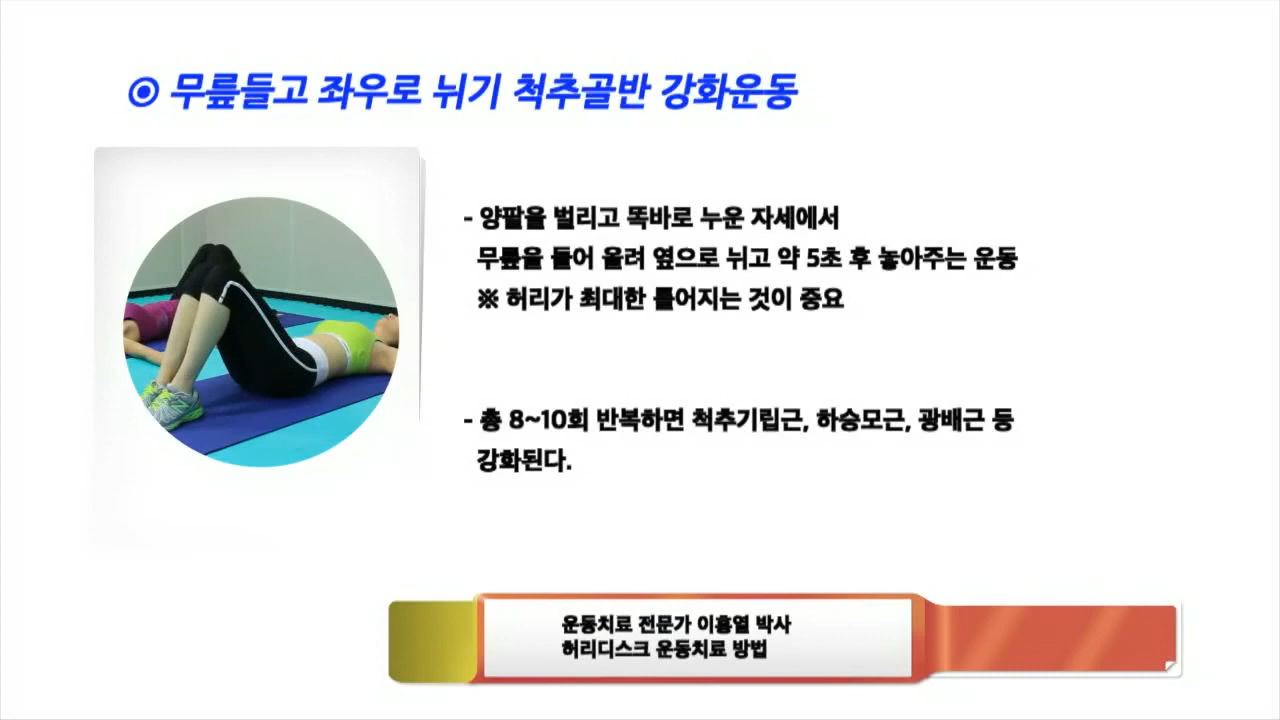 ◉ 무릎들고 좌우로 뉘기 척추골반 강화운동
- 양팔을 벌리고 똑바로 누운 자세에서
무릎을 들어 올려 옆으로 뉘고 약 5초 후 놓아주는 운동
※ 허리가 최대한 틀어지는 것이 중요
- 총 8~10회 반복하면 척추기립근, 하승모근, 광배근 등
강화된다.
운동치료 전문가 이홍열 박사
허리디스크 운동치료 방법